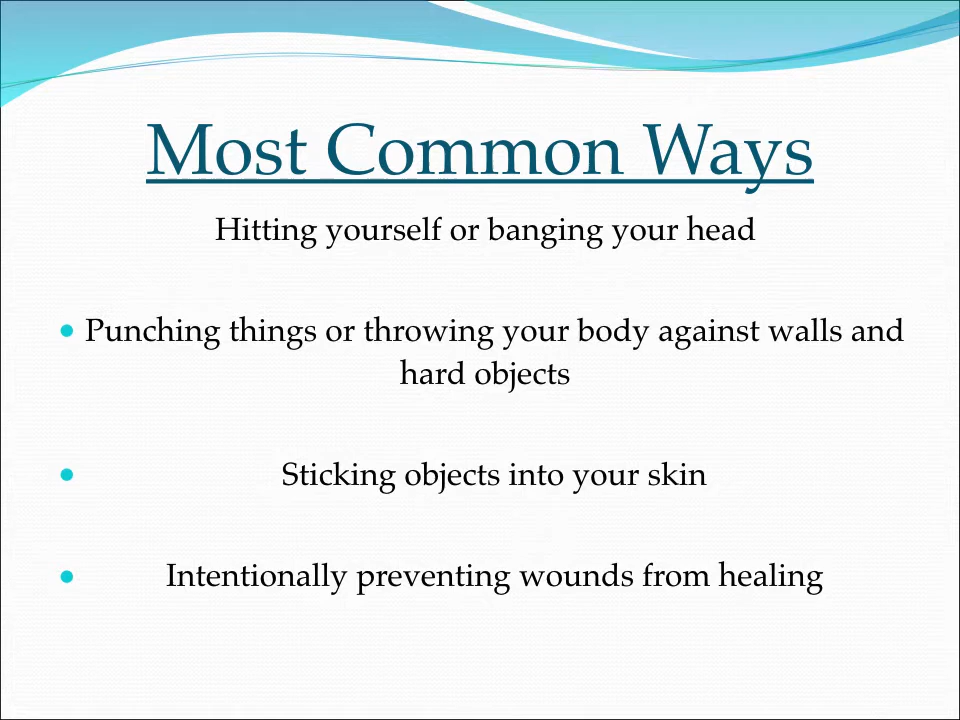 Most Common Ways
Hitting yourself or banging your head
• Punching things or throwing your body against walls and
hard objects
• Sticking objects into your skin
• Intentionally preventing wounds from healing